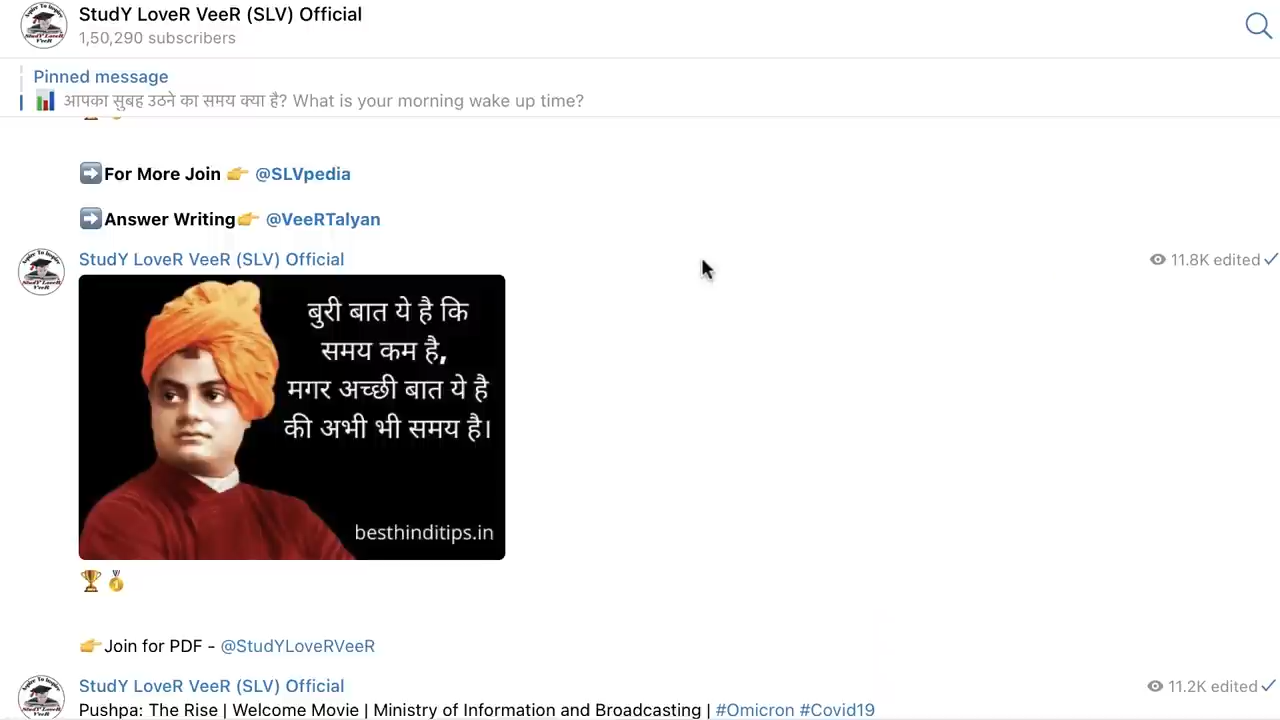 StudY LoveR VeeR (SLV) Official
1,50,290 subscribers
Pinned message
📊 आपका सुबह उठने का समय क्या है? What is your morning wake up time?
➡️For More Join 👉 @SLVpedia
➡️Answer Writing👉 @VeeRTalyan
StudY LoveR VeeR (SLV) Official
11.8K edited
बुरी बात ये है कि
समय कम है,
मगर अच्छी बात ये है
की अभी भी समय है।
besthinditips.in
🏆🏅
👉Join for PDF - @StudYLoveRVeeR
StudY LoveR VeeR (SLV) Official
11.2K edited
Pushpa: The Rise | Welcome Movie | Ministry of Information and Broadcasting | #Omicron #Covid19